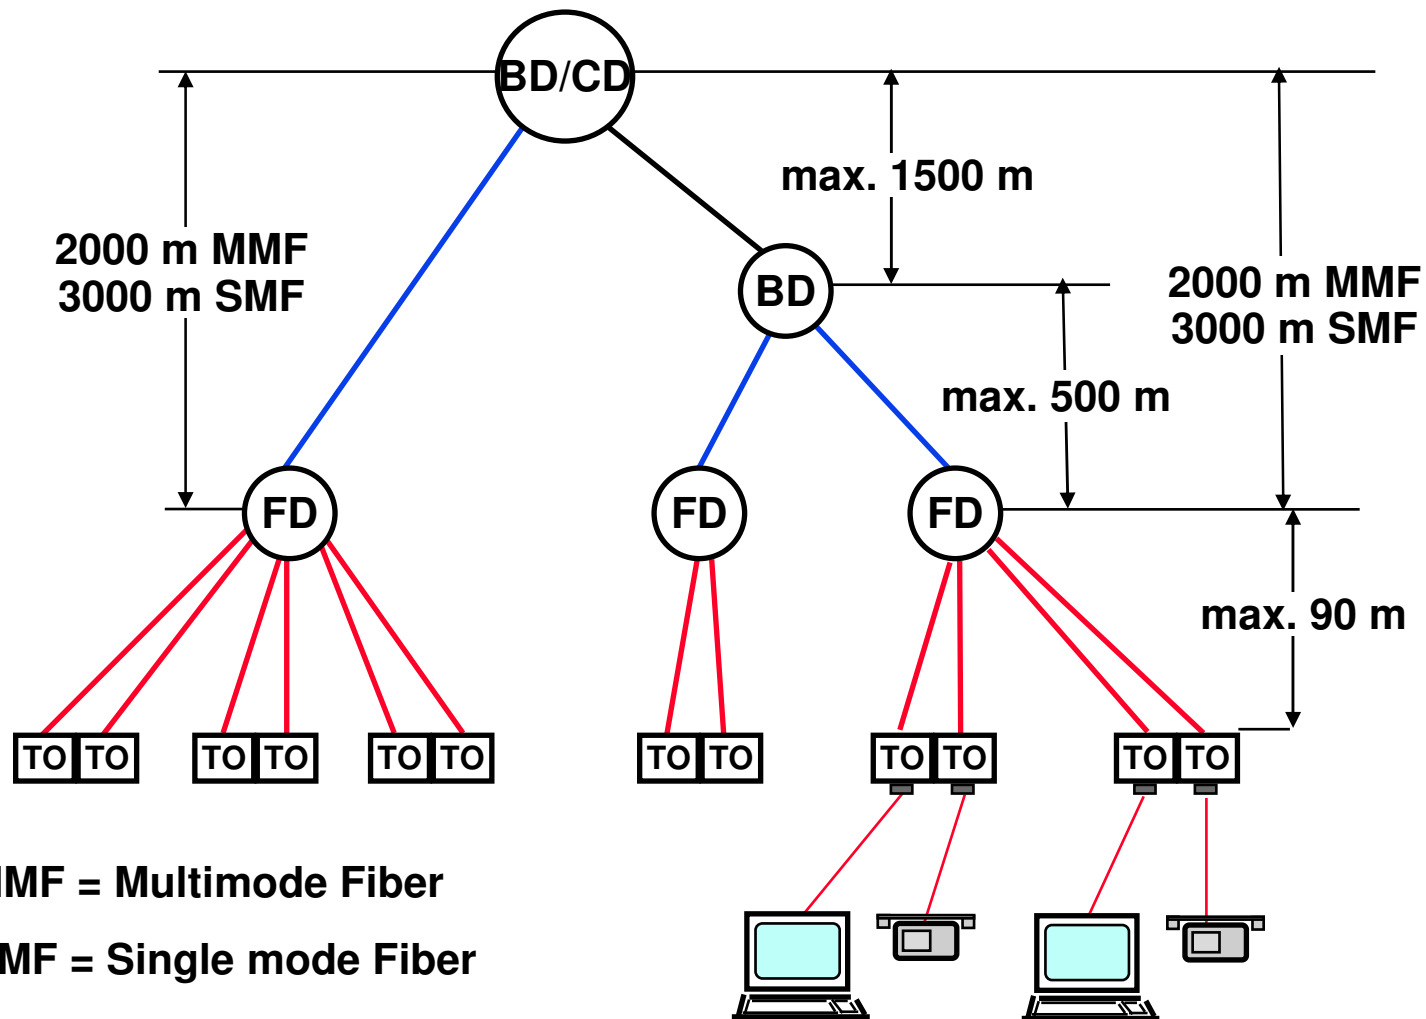 BD/CD
max. 1500 m
2000 m MMF
3000 m SMF
BD
2000 m MMF
3000 m SMF
max. 500 m
FD
FD
FD
max. 90 m
TO TO
TO TO
TO TO
TO TO
TO TO
TO TO
MF = Multimode Fiber
MF = Single mode Fiber